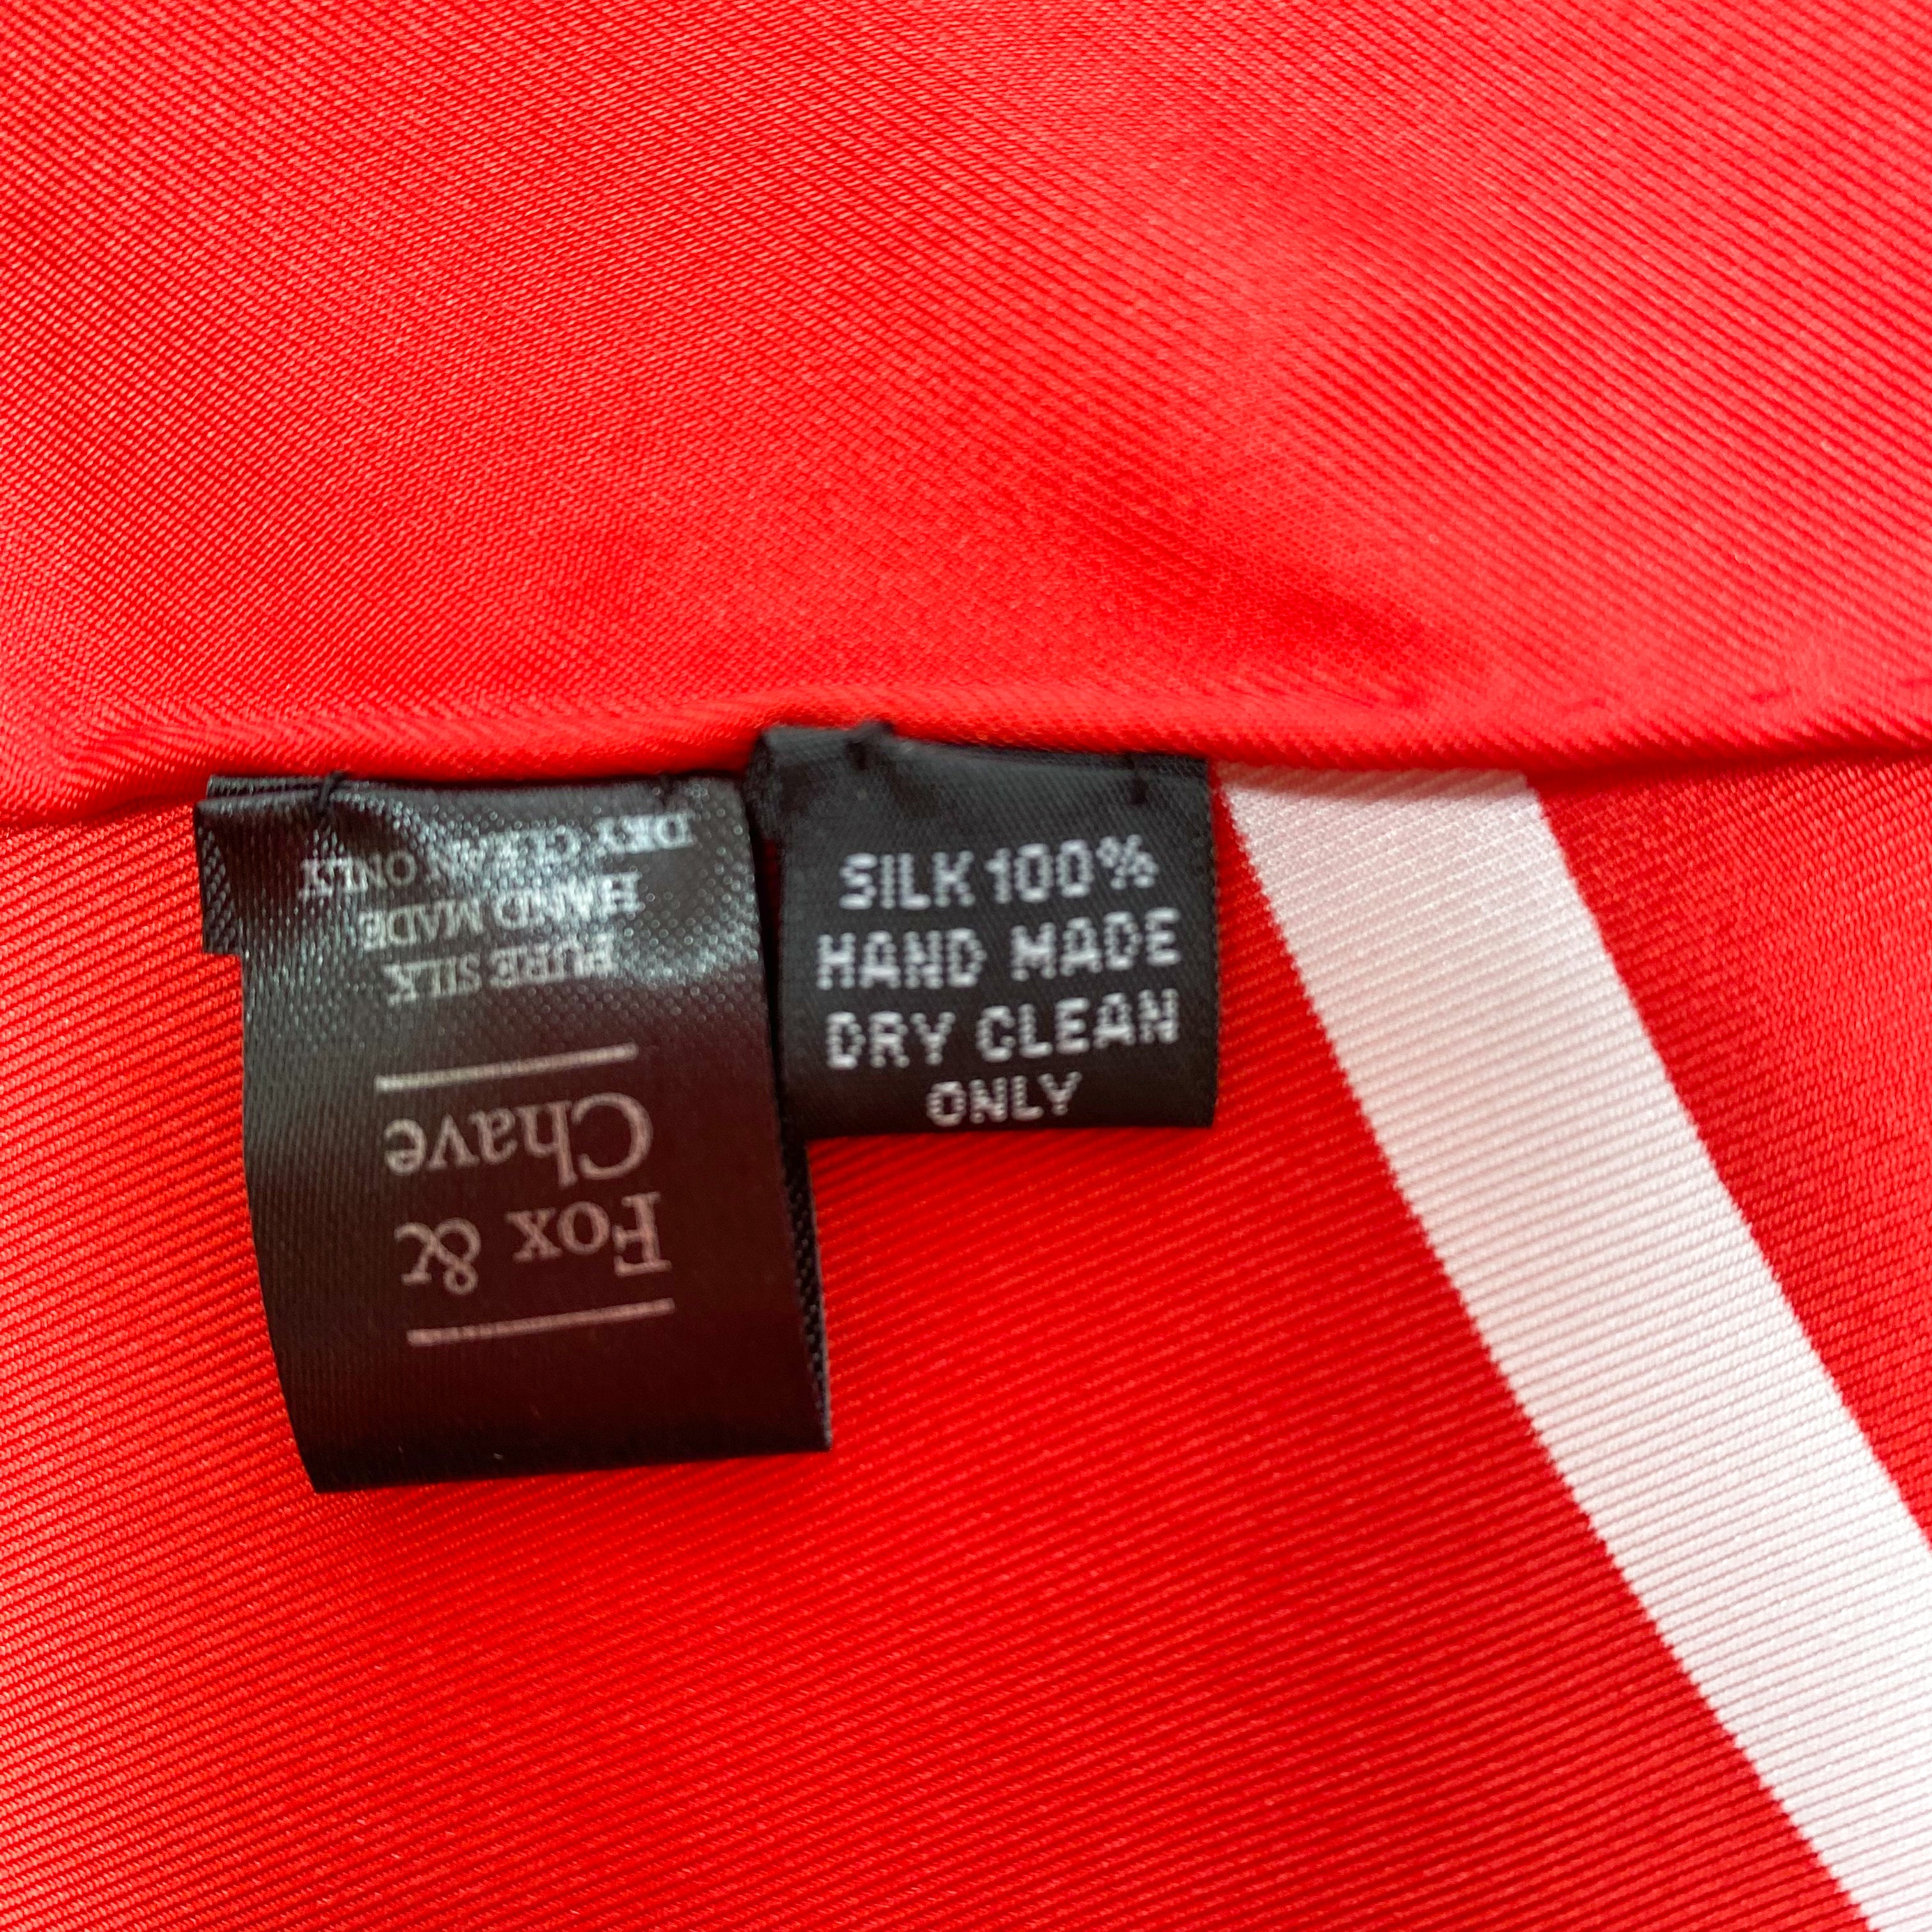 Fox &
Chave
PURE SILK
HAND MADE
DRY CLEAN ONLY
SILK 100%
HAND MADE
DRY CLEAN
ONLY